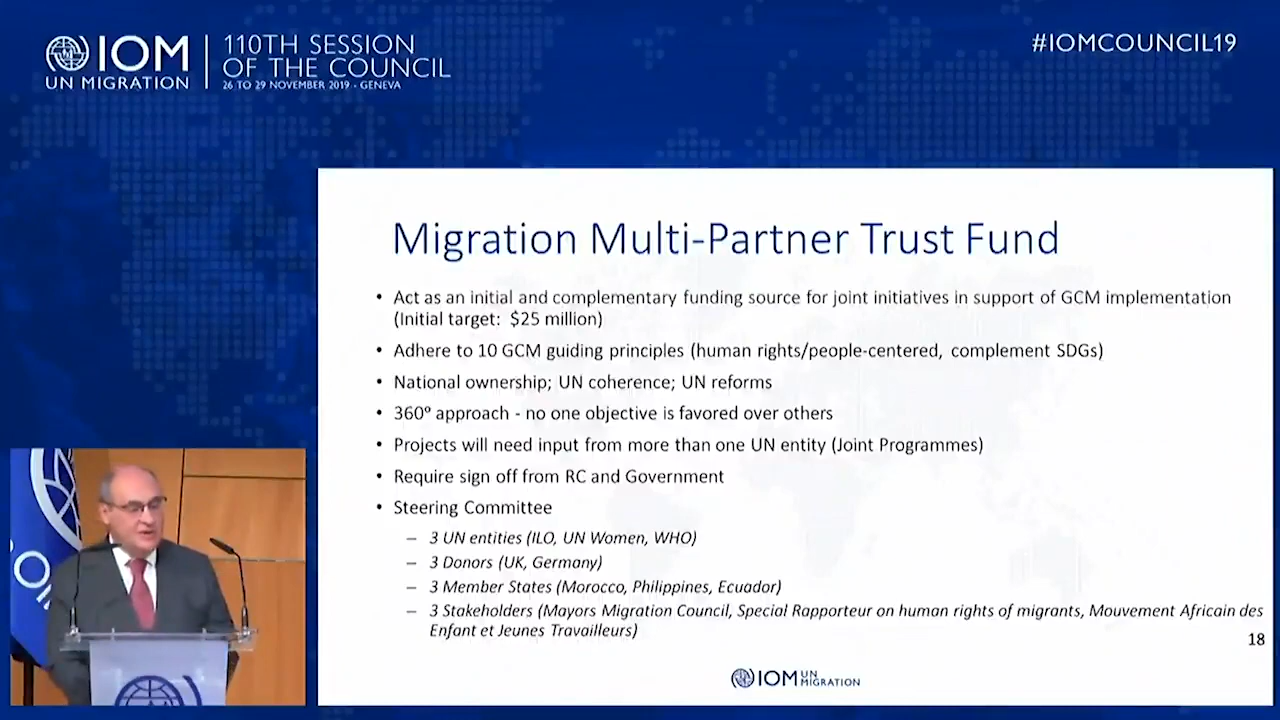 IOM
UN MIGRATION
110TH SESSION
OF THE COUNCIL
26 TO 29 NOVEMBER 2019 - GENEVA
#IOMCOUNCIL19
Migration Multi-Partner Trust Fund
• Act as an initial and complementary funding source for joint initiatives in support of GCM implementation
(Initial target: $25 million)
• Adhere to 10 GCM guiding principles (human rights/people-centered, complement SDGs)
• National ownership; UN coherence; UN reforms
• 360º approach - no one objective is favored over others
• Projects will need input from more than one UN entity (Joint Programmes)
• Require sign off from RC and Government
• Steering Committee
– 3 UN entities (ILO, UN Women, WHO)
– 3 Donors (UK, Germany)
– 3 Member States (Morocco, Philippines, Ecuador)
– 3 Stakeholders (Mayors Migration Council, Special Rapporteur on human rights of migrants, Mouvement Africain des
Enfant et Jeunes Travailleurs)
18
IOM UN
MIGRATION